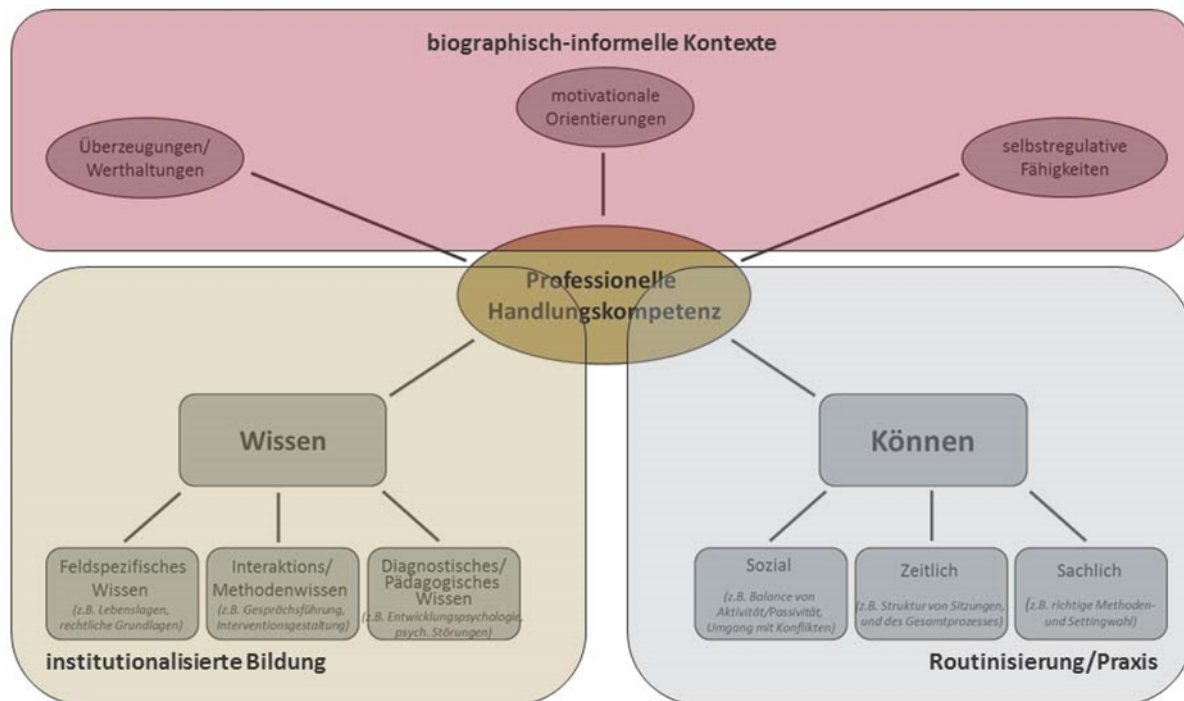 biographisch-informelle Kontexte
motivationale
Orientierungen
Überzeugungen/
Werthaltungen
selbstregulative
Fähigkeiten
Professionelle
Handlungskompetenz
Wissen
Feldspezifisches
Wissen
(z.B. Lebenslagen,
rechtliche Grundlagen)
Interaktions/
Methodenwissen
(z.B. Gesprächsführung,
Interventionsgestaltung)
Diagnostisches/
Pädagogisches
Wissen
(z.B. Entwicklungspsychologie,
psych. Störungen)
institutionalisierte Bildung
Können
Sozial
(z.B. Balance von
Aktivität/Passivität,
Umgang mit Konflikten)
Zeitlich
(z.B. Struktur von Sitzungen,
und des Gesamtprozesses)
Sachlich
(z.B. richtige Methoden-
und Settingwahl)
Routinisierung/Praxis